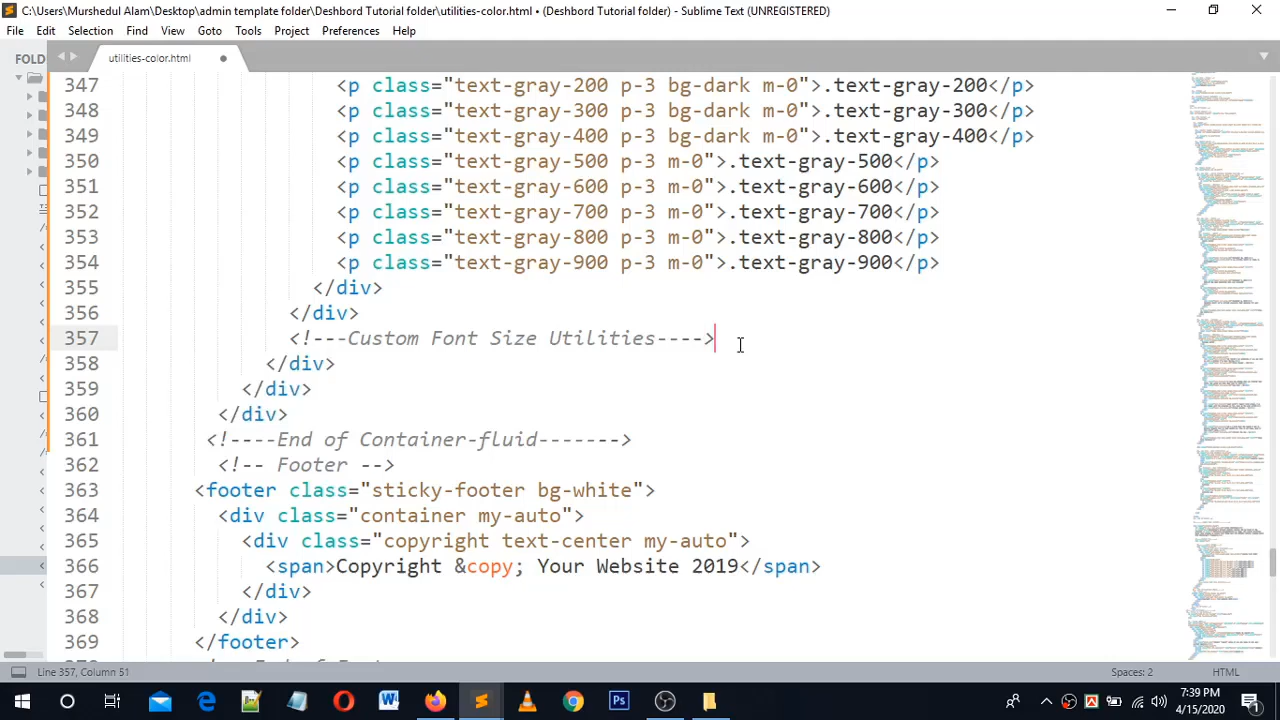 C:\Users\Murshedul Alam\Desktop\admin template folder\Deshbord Tutorial folder\utilities-color.html • (Deshbord Tutorial folder) - Sublime Text (UNREGISTERED)
File Edit Selection Find View Goto Tools Project Preferences Help
FOLD
utilities-color.html
347 <p class="text-gray-200 p-3 bg-dark m-0">.text-gray-200</p>
348 <p class="text-gray-300 p-3 bg-dark m-0">.text-gray-300</p>
349 <p class="text-gray-400 p-3 bg-dark m-0">.text-gray-400</p>
350 <p class="text-gray-500 p-3 m-0">.text-gray-500</p>
351 <p class="text-gray-600 p-3 m-0">.text-gray-600</p>
352 <p class="text-gray-700 p-3 m-0">.text-gray-700</p>
353 <p class="text-gray-800 p-3 m-0">.text-gray-800</p>
354 <p class="text-gray-900 p-3 m-0">.text-gray-900</p>
355 </div>
356 </div>
357
358 </div>
359 </div>
360 </div>
361 <!----End of Container-fluid------>
362 <!-- Footer -->
363 <footer class="sticky-footer bg-white">
364 <div class="container my-auto">
365 <div class="copyright text-center my-auto">
366 <span>Copyright &copy; Your Website 2019</span>
367 </div>
368 </div>
369 </footer>
Spaces: 2 HTML
7:39 PM
4/15/2020